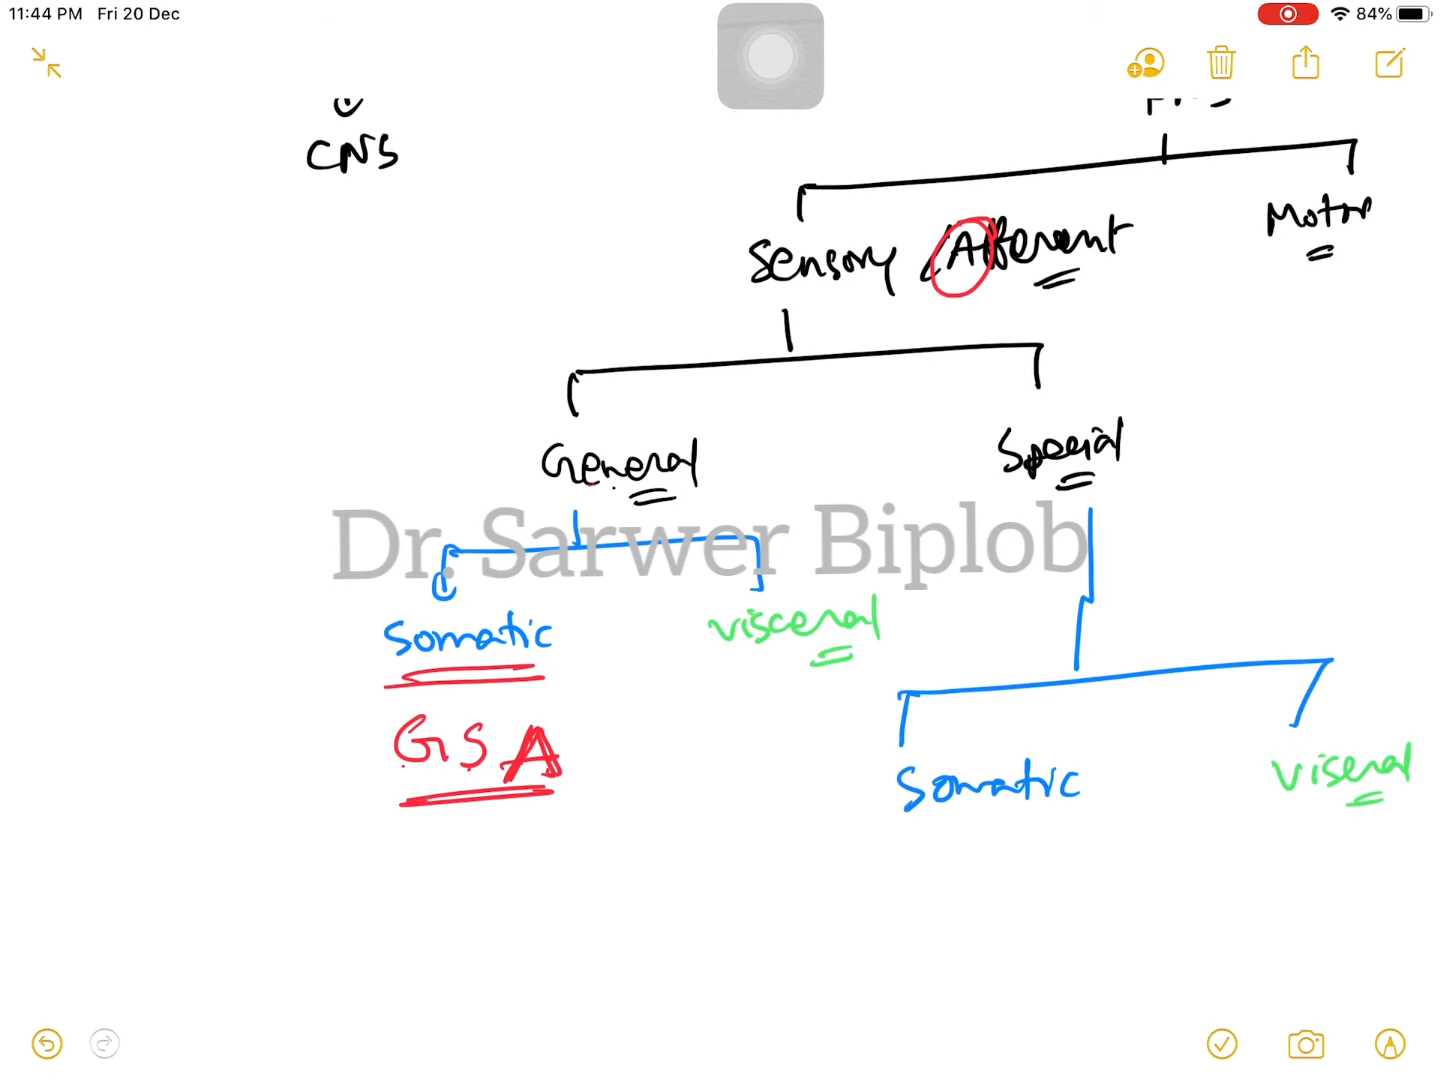 11:44 PM Fri 20 Dec
84%
CNS
Sensory / Afferent
Motor
General
Special
Dr. Sarwer Biplob
Somatic
visceral
GSA
Somatic
viseral